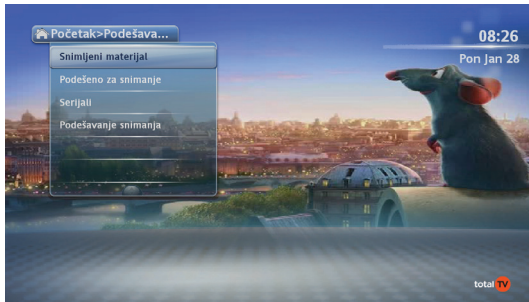 Početak>Podešava...
08:26
Pon Jan 28
Snimljeni materijal
Podešeno za snimanje
Serijali
Podešavanje snimanja
total TV